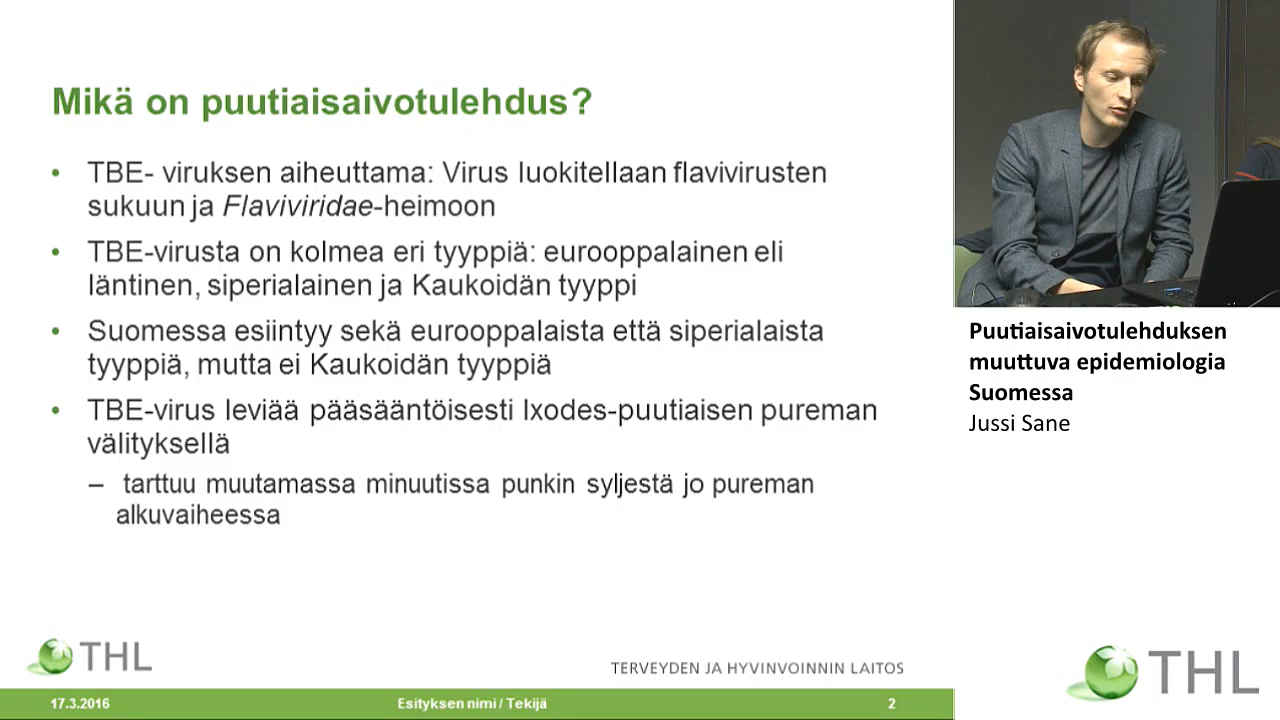 Mikä on puutiaisaivotulehdus?
• TBE- viruksen aiheuttama: Virus luokitellaan flavivirusten
sukuun ja Flaviviridae-heimoon
• TBE-virusta on kolmea eri tyyppiä: eurooppalainen eli
läntinen, siperialainen ja Kaukoidän tyyppi
• Suomessa esiintyy sekä eurooppalaista että siperialaista
tyyppiä, mutta ei Kaukoidän tyyppiä
• TBE-virus leviää pääsääntöisesti Ixodes-puutiaisen pureman
välityksellä
– tarttuu muutamassa minuutissa punkin syljestä jo pureman
alkuvaiheessa
THL
TERVEYDEN JA HYVINVOINNIN LAITOS
17.3.2016
Esityksen nimi / Tekijä
2
Puutiaisaivotulehduksen
muuttuva epidemiologia
Suomessa
Jussi Sane
THL